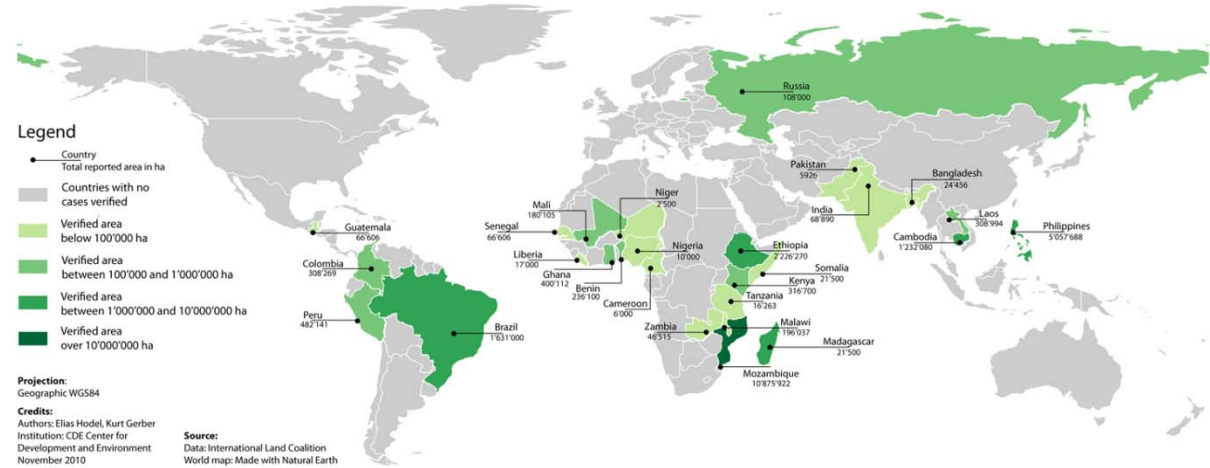 Legend
Country
Total reported area in ha
Countries with no
cases verified
Verified area
below 100'000 ha
Verified area
between 100'000 and 1'000'000 ha
Verified area
between 1'000'000 and 10'000'000 ha
Verified area
over 10'000'000 ha
Projection:
Geographic WGS84
Credits:
Authors: Elias Hodel, Kurt Gerber
Institution: CDE Center for
Development and Environment
November 2010
Source:
Data: International Land Coalition
World map: Made with Natural Earth
Guatemala
66'606
Colombia
308'269
Peru
482'141
Brazil
1'631'000
Senegal
66'606
Mali
180'105
Niger
2'500
Liberia
17'000
Ghana
400'112
Benin
236'100
Nigeria
10'000
Cameroon
6'000
Ethiopia
2'226'270
Somalia
21'500
Kenya
316'700
Tanzania
16'263
Zambia
46'515
Malawi
196'037
Madagascar
21'500
Mozambique
10'875'922
Russia
108'000
Pakistan
5926
India
68'890
Bangladesh
24'456
Laos
308'994
Cambodia
1'232'080
Philippines
5'057'688